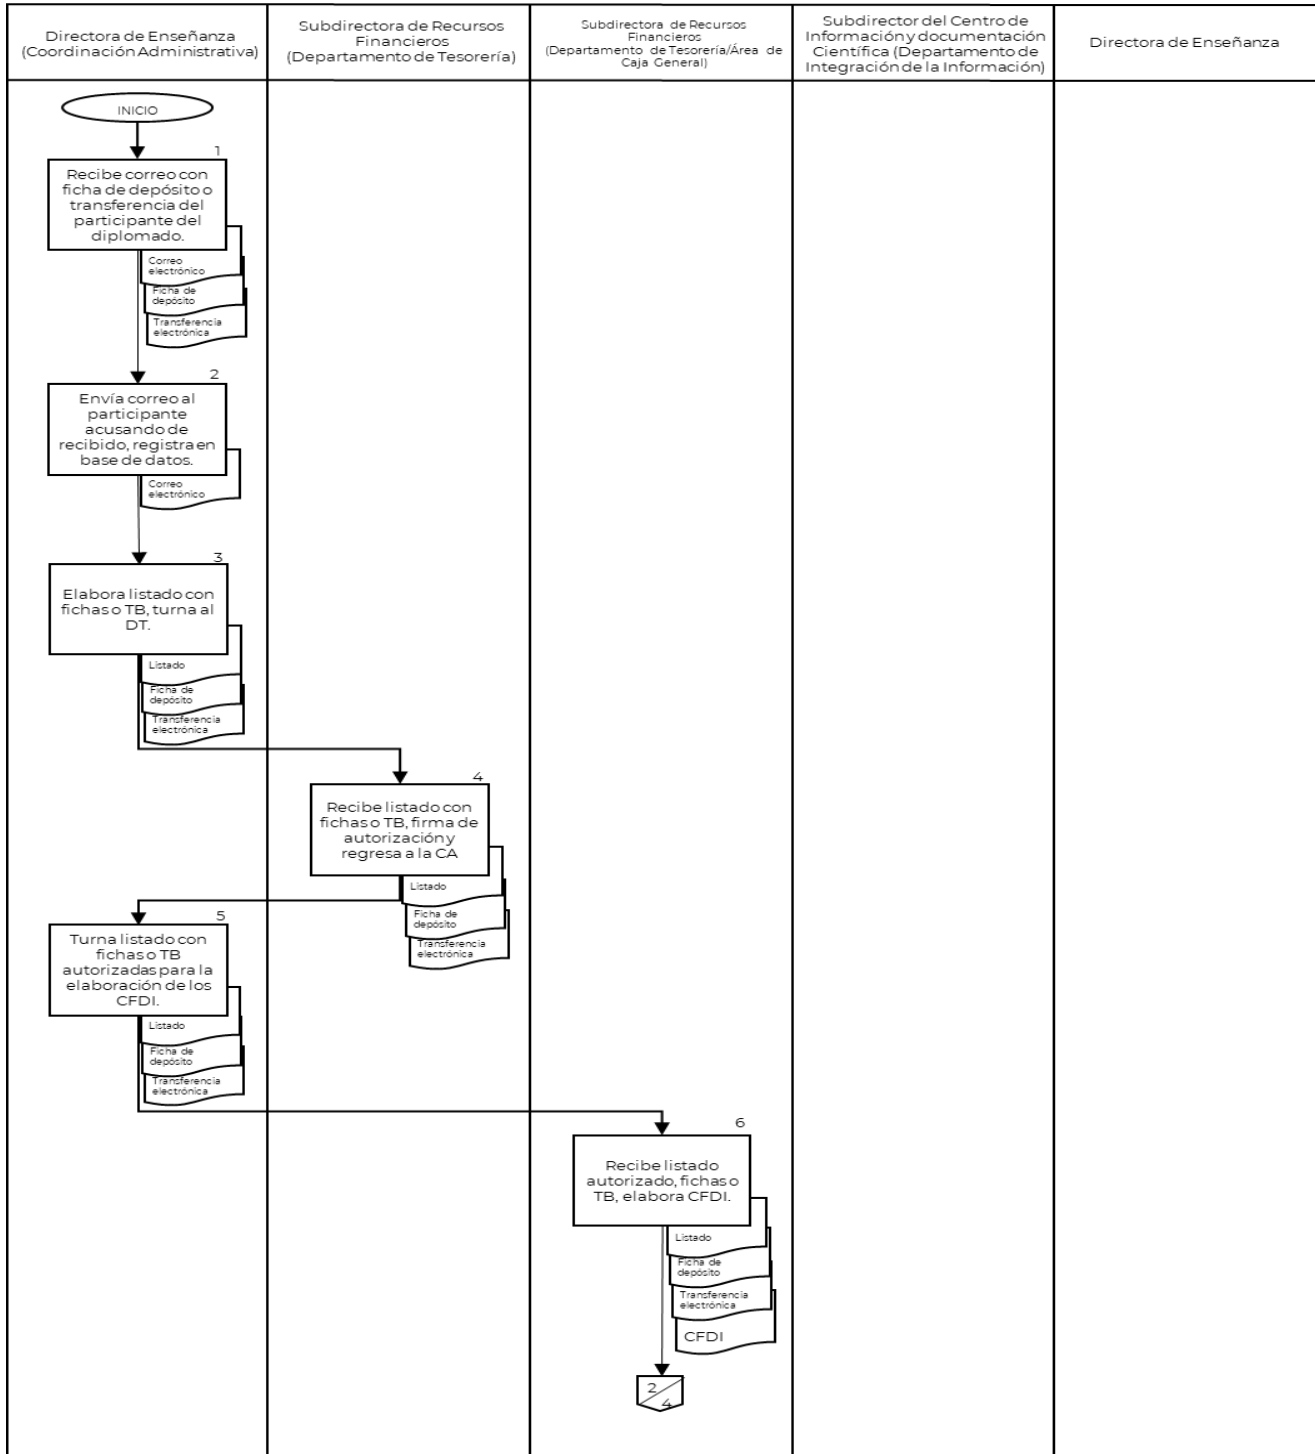 Directora de Enseñanza
(Coordinación Administrativa)
Subdirectora de Recursos
Financieros
(Departamento de Tesorería)
Subdirectora de Recursos
Financieros
(Departamento de Tesorería/Área de
Caja General)
Subdirector del Centro de
Información y documentación
Científica (Departamento de
Integración de la Información)
Directora de Enseñanza
INICIO
1
Recibe correo con
ficha de depósito o
transferencia del
participante del
diplomado.
Correo
electrónico
Ficha de
depósito
Transferencia
electrónica
2
Envía correo al
participante
acusando de
recibido, registra en
base de datos.
Correo
electrónico
3
Elabora listado con
fichas o TB, turna al
DT.
Listado
Ficha de
depósito
Transferencia
electrónica
4
Recibe listado con
fichas o TB, firma de
autorización y
regresa a la CA
Listado
Ficha de
depósito
Transferencia
electrónica
5
Turna listado con
fichas o TB
autorizadas para la
elaboración de los
CFDI.
Listado
Ficha de
depósito
Transferencia
electrónica
6
Recibe listado
autorizado, fichas o
TB, elabora CFDI.
Listado
Ficha de
depósito
Transferencia
electrónica
CFDI
2
4